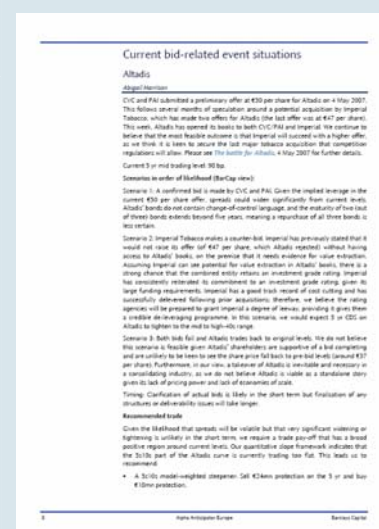 Current bid-related event situations
Altadis
Abigail Harrison
CVC and PAI submitted a preliminary offer at €50 per share for Altadis on 4 May 2007.
This follows several months of speculation around a potential acquisition by Imperial
Tobacco, which has made two offers for Altadis (the last offer was at €47 per share).
This week, Altadis has opened its books to both CVC/PAI and Imperial. We continue to
believe that the most feasible outcome is that Imperial will succeed with a higher offer,
as we think it is keen to secure the last major tobacco acquisition that competition
regulations will allow. Please see The battle for Altadis, 4 May 2007 for further details.
Current 5 yr mid trading level: 90 bp.
Scenarios in order of likelihood (BarCap view):
Scenario 1: A confirmed bid is made by CVC and PAI. Given the implied leverage in the
current €50 per share offer, spreads could widen significantly from current levels.
Altadis' bonds do not contain change-of-control language, and the maturity of two (out
of three) bonds extends beyond five years, meaning a repurchase of all three bonds is
less certain.
Scenario 2: Imperial Tobacco makes a counter-bid. Imperial has previously stated that it
would not raise its offer (of €47 per share, which Altadis rejected) without having
access to Altadis' books, on the premise that it needs evidence for value extraction.
Assuming Imperial can see potential for value extraction in Altadis' books, there is a
strong chance that the combined entity retains an investment grade rating. Imperial
has consistently reiterated its commitment to an investment grade rating, given its
large funding requirements. Imperial has a good track record of cost cutting and has
successfully delevered following prior acquisitions; therefore, we believe the rating
agencies will be prepared to grant Imperial a degree of leeway, providing it gives them
a credible de-leveraging programme. In this scenario, we would expect 5 yr CDS on
Altadis to tighten to the mid to high-40s range.
Scenario 3: Both bids fail and Altadis trades back to original levels. We do not believe
this scenario is feasible given Altadis' shareholders are supportive of a bid completing
and are unlikely to be keen to see the share price fall back to pre-bid levels (around €37
per share). Furthermore, in our view, a takeover of Altadis is inevitable and necessary in
a consolidating industry, as we do not believe Altadis is viable as a standalone story
given its lack of pricing power and lack of economies of scale.
Timing: Clarification of actual bids is likely in the short term but finalisation of any
structures or deliverability issues will take longer.
Recommended trade
Given the likelihood that spreads will be volatile but that very significant widening or
tightening is unlikely in the short term, we require a trade pay-off that has a broad
positive region around current levels. Our quantitative slope framework indicates that
the 5s10s part of the Altadis curve is currently trading too flat. This leads us to
recommend:
• A 5s10s model-weighted steepener. Sell €24mn protection on the 5 yr and buy
€10mn protection.
8 Alpha Anticipator Europe Barclays Capital